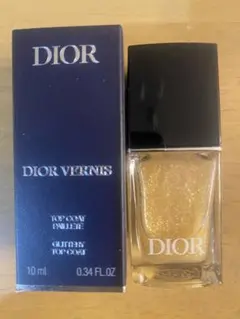 DIOR
DIOR VERNIS
TOP COAT
PAILLETÉ
GLITTERY
TOP COAT
10 ml 0.34 FL.OZ
DIOR